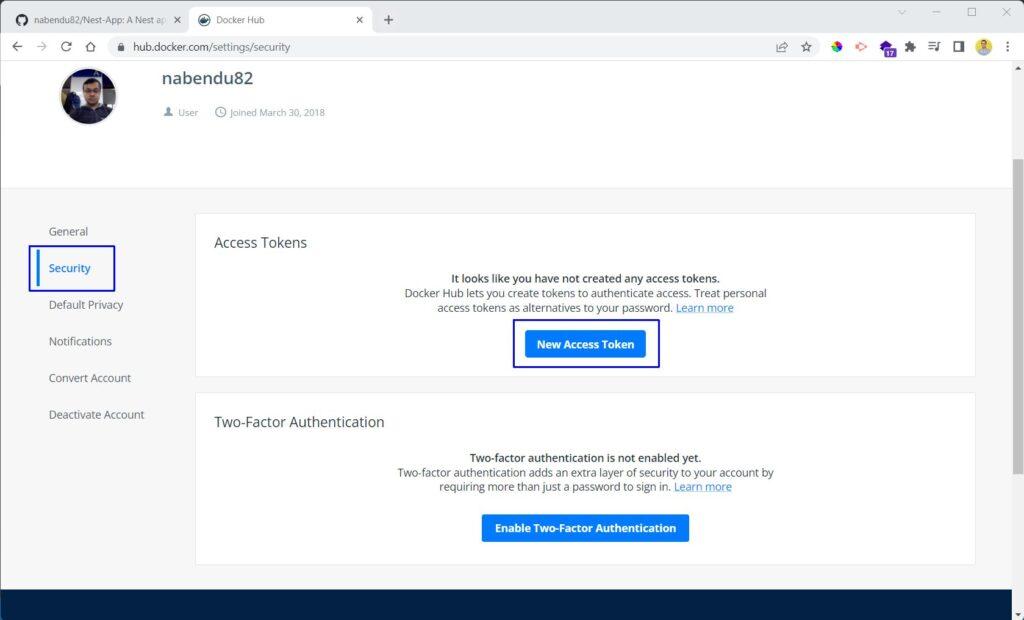 nabendu82/Nest-App: A Nest ap
Docker Hub
hub.docker.com/settings/security
17
nabendu82
User
Joined March 30, 2018
General
Security
Default Privacy
Notifications
Convert Account
Deactivate Account
Access Tokens
It looks like you have not created any access tokens.
Docker Hub lets you create tokens to authenticate access. Treat personal
access tokens as alternatives to your password. Learn more
New Access Token
Two-Factor Authentication
Two-factor authentication is not enabled yet.
Two-factor authentication adds an extra layer of security to your account by
requiring more than just a password to sign in. Learn more
Enable Two-Factor Authentication